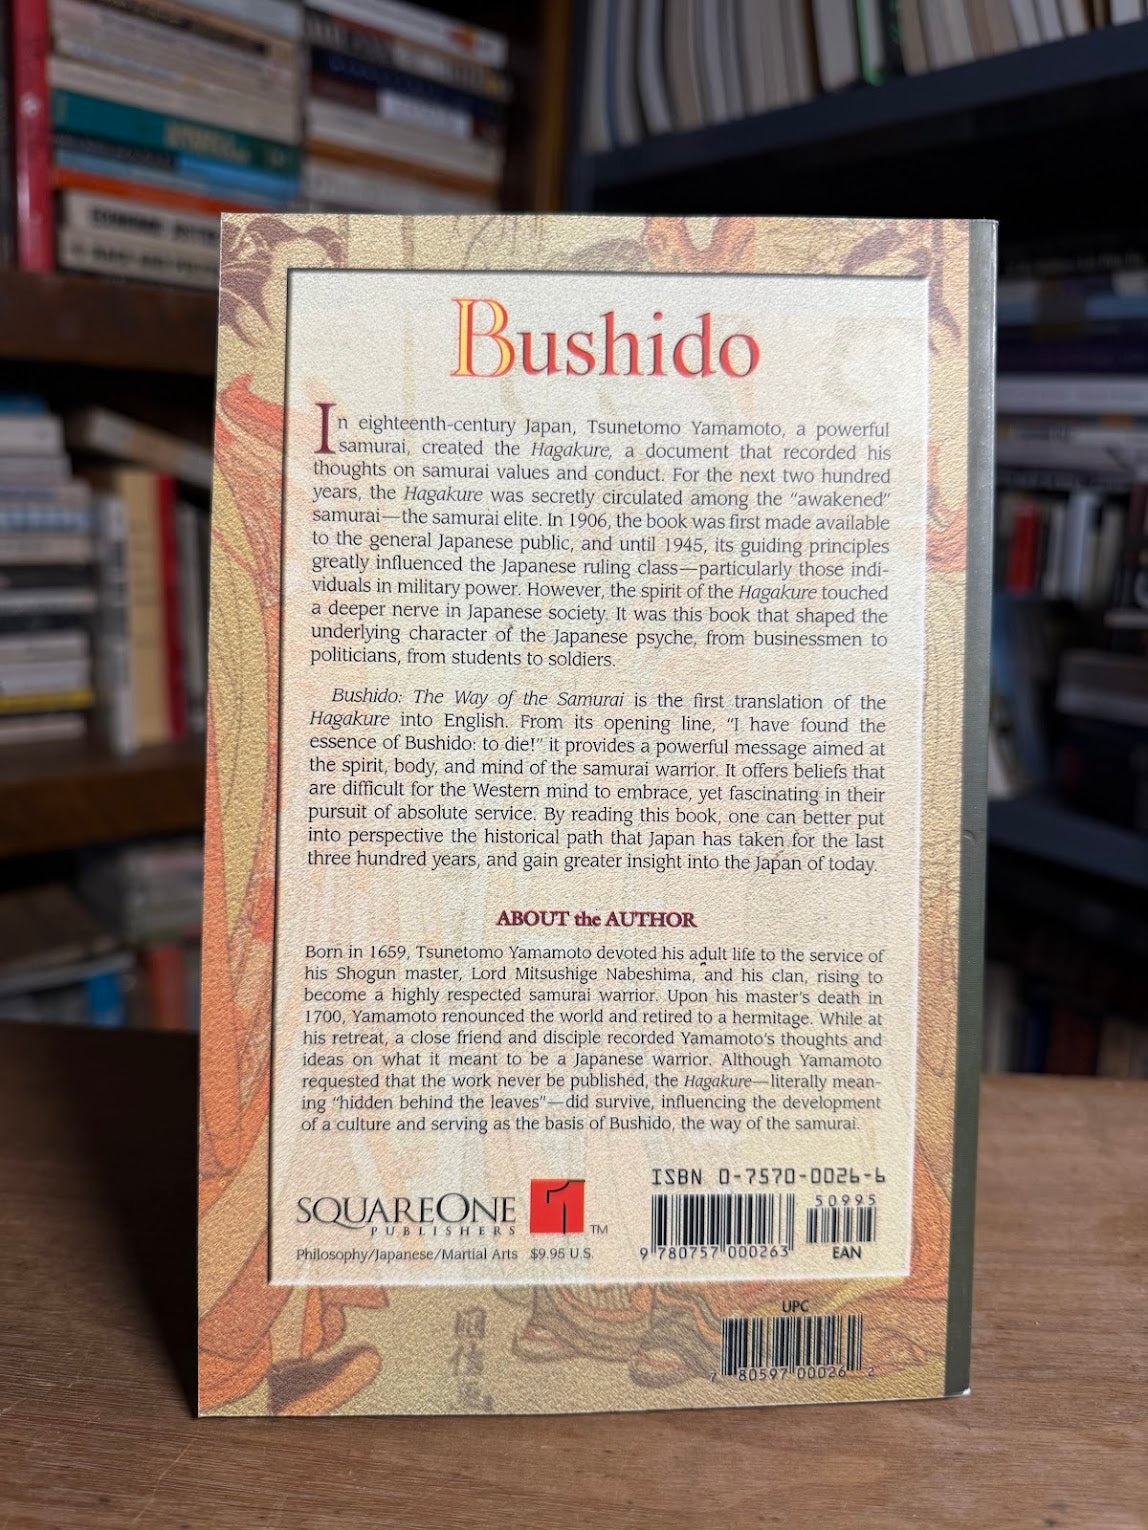 Bushido
In eighteenth-century Japan, Tsunetomo Yamamoto, a powerful
samurai, created the Hagakure, a document that recorded his
thoughts on samurai values and conduct. For the next two hundred
years, the Hagakure was secretly circulated among the "awakened"
samurai—the samurai elite. In 1906, the book was first made available
to the general Japanese public, and until 1945, its guiding principles
greatly influenced the Japanese ruling class—particularly those indi-
viduals in military power. However, the spirit of the Hagakure touched
a deeper nerve in Japanese society. It was this book that shaped the
underlying character of the Japanese psyche, from businessmen to
politicians, from students to soldiers.
Bushido: The Way of the Samurai is the first translation of the
Hagakure into English. From its opening line, "I have found the
essence of Bushido: to die!" it provides a powerful message aimed at
the spirit, body, and mind of the samurai warrior. It offers beliefs that
are difficult for the Western mind to embrace, yet fascinating in their
pursuit of absolute service. By reading this book, one can better put
into perspective the historical path that Japan has taken for the last
three hundred years, and gain greater insight into the Japan of today.
ABOUT the AUTHOR
Born in 1659, Tsunetomo Yamamoto devoted his adult life to the service of
his Shogun master, Lord Mitsushige Nabeshima, and his clan, rising to
become a highly respected samurai warrior. Upon his master's death in
1700, Yamamoto renounced the world and retired to a hermitage. While at
his retreat, a close friend and disciple recorded Yamamoto's thoughts and
ideas on what it meant to be a Japanese warrior. Although Yamamoto
requested that the work never be published, the Hagakure—literally mean-
ing "hidden behind the leaves"—did survive, influencing the development
of a culture and serving as the basis of Bushido, the way of the samurai.
SQUAREONE
PUBLISHERS
1 TM
Philosophy/Japanese/Martial Arts $9.95 U.S.
ISBN 0-7570-0026-6
50995
9 780757 000263
EAN
UPC
7 80597 00026 2